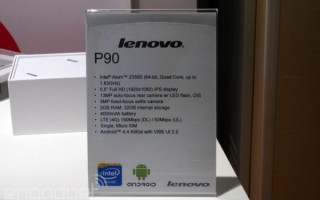 lenovo
P90
• Intel® Atom™ Z3560 (64-bit, Quad Core, up to
1.83GHz)
• 5.5" Full HD (1920x1080) IPS display
• 13MP auto-focus rear camera w/ LED flash, OIS
• 5MP fixed-focus selfie camera
• 2GB RAM, 32GB internal storage
• 4000mAh battery
• LTE (4G) 150Mbps (DL) / 50Mbps (UL)
• Single, Micro SIM
• Android™ 4.4 KitKat with VIBE UI 2.0
intel
inside
ANDROID
lenovo
engadget